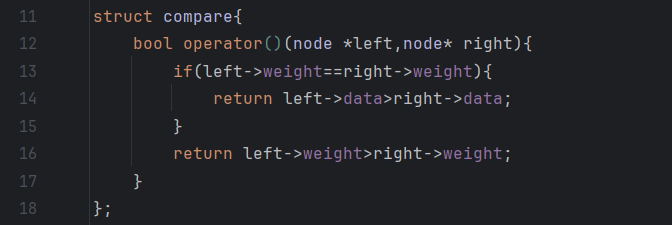 11 struct compare{
12     bool operator()(node *left,node* right){
13         if(left->weight==right->weight){
14             return left->data>right->data;
15         }
16         return left->weight>right->weight;
17     }
18 };